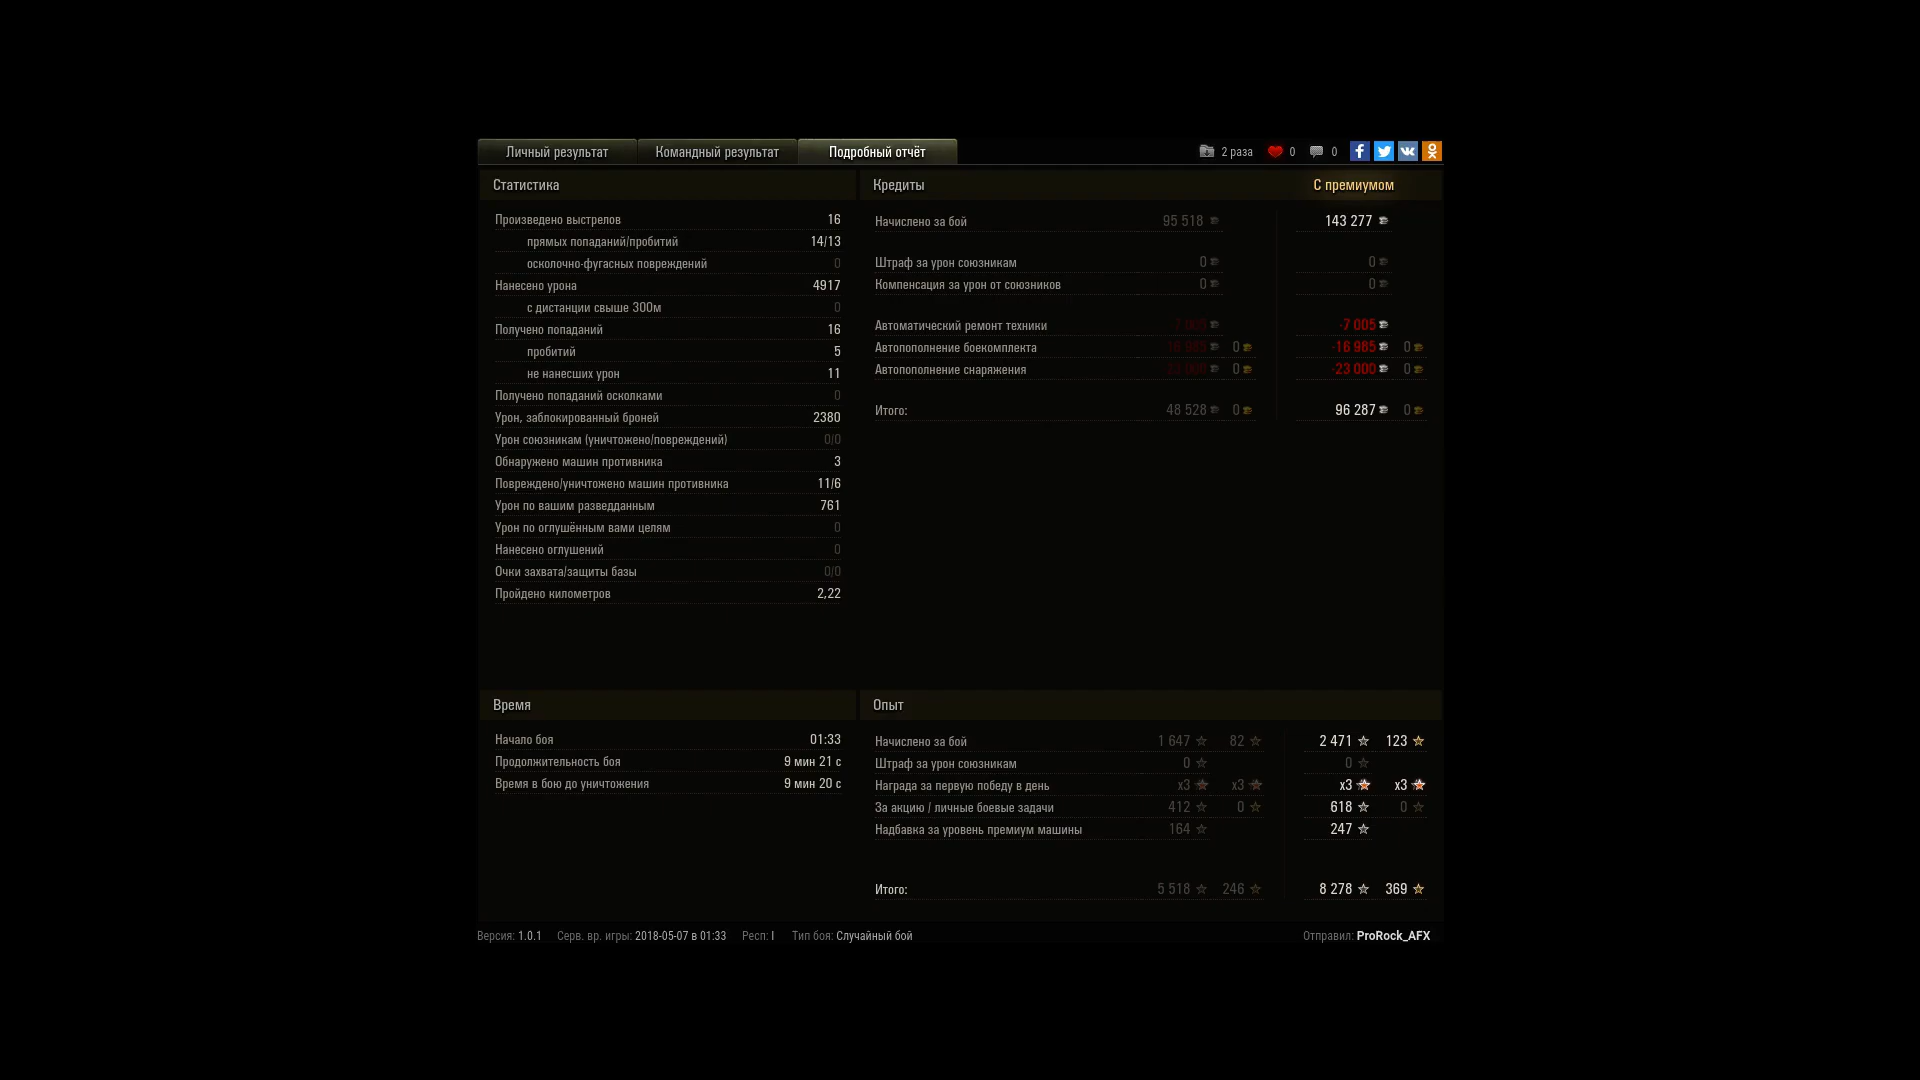 Личный результат Командный результат Подробный отчёт 2 раза 0 0
Статистика
Произведено выстрелов 16
прямых попаданий/пробитий 14/13
осколочно-фугасных повреждений 0
Нанесено урона 4917
с дистанции свыше 300м 0
Получено попаданий 16
пробитий 5
не нанесших урон 11
Получено попаданий осколками 0
Урон, заблокированный броней 2380
Урон союзникам (уничтожено/повреждений) 0/0
Обнаружено машин противника 3
Повреждено/уничтожено машин противника 11/6
Урон по вашим разведданным 761
Урон по оглушённым вами целям 0
Нанесено оглушений 0
Очки захвата/защиты базы 0/0
Пройдено километров 2,22
Кредиты С премиумом
Начислено за бой 95 518 143 277
Штраф за урон союзникам 0 0
Компенсация за урон от союзников 0 0
Автоматический ремонт техники -7 005 -7 005
Автопополнение боекомплекта -16 985 0 -16 985 0
Автопополнение снаряжения -23 000 0 -23 000 0
Итого: 48 528 0 96 287 0
Время
Начало боя 01:33
Продолжительность боя 9 мин 21 с
Время в бою до уничтожения 9 мин 20 с
Опыт
Начислено за бой 1 647 82 2 471 123
Штраф за урон союзникам 0 0
Награда за первую победу в день x3 x3 x3 x3
За акцию / личные боевые задачи 412 0 618 0
Надбавка за уровень премиум машины 164 247
Итого: 5 518 246 8 278 369
Версия: 1.0.1 Серв. вр. игры: 2018-05-07 в 01:33 Респ: I Тип боя: Случайный бой Отправил: ProRock_AFX